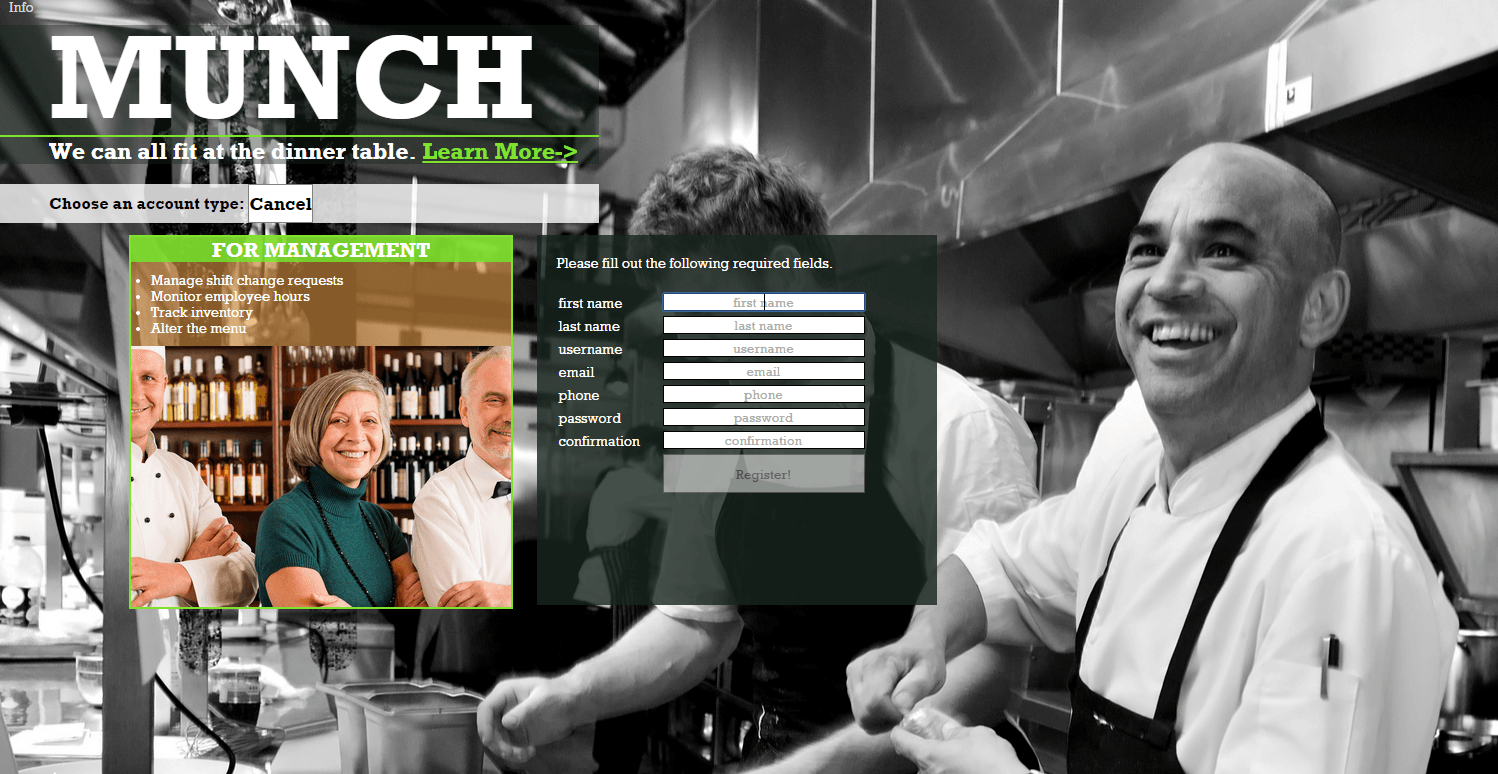 Info
MUNCH
We can all fit at the dinner table. Learn More->
Choose an account type: Cancel
FOR MANAGEMENT
Manage shift change requests
Monitor employee hours
Track inventory
Alter the menu
Please fill out the following required fields.
first name first name
last name last name
username username
email email
phone phone
password password
confirmation confirmation
Register!